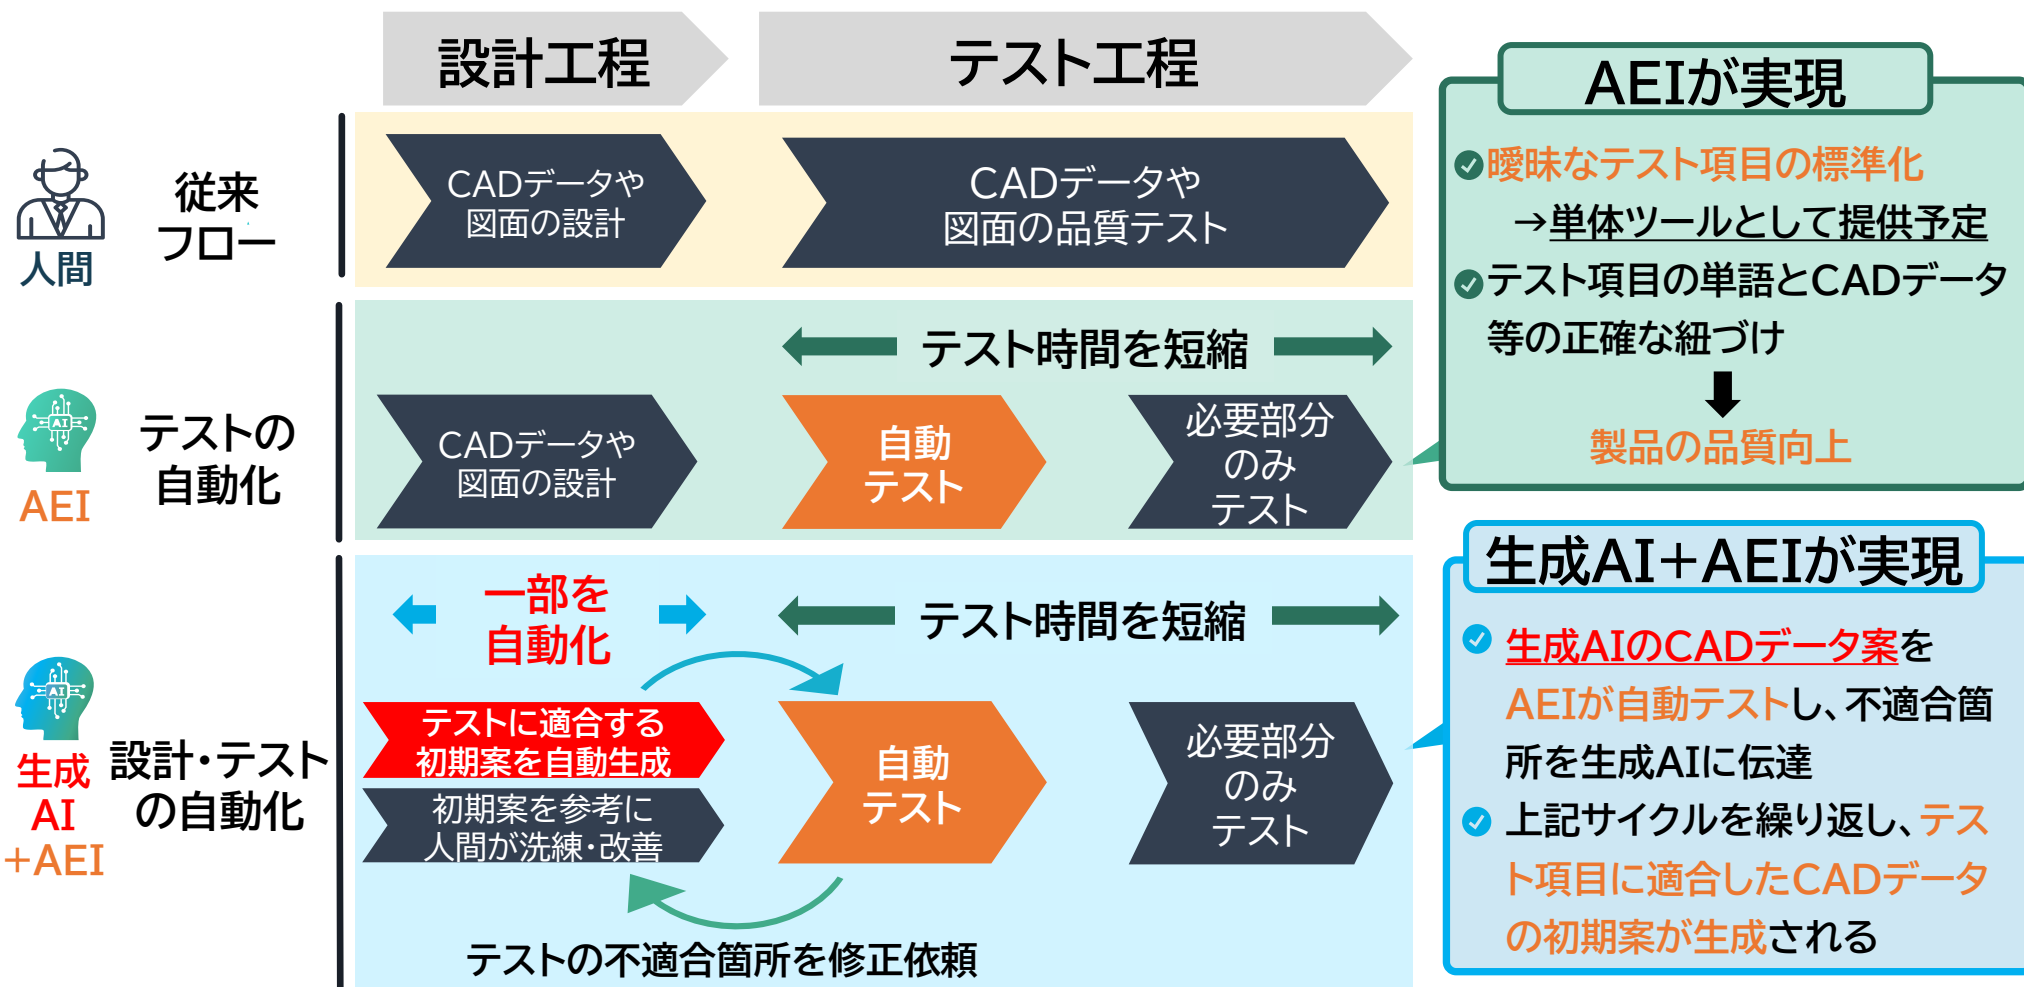 設計工程
テスト工程
人間
従来
フロー
CADデータや
図面の設計
CADデータや
図面の品質テスト
AEI
テストの
自動化
テスト時間を短縮
CADデータや
図面の設計
自動
テスト
必要部分
のみ
テスト
生成
AI
+AEI
設計・テスト
の自動化
一部を
自動化
テスト時間を短縮
テストに適合する
初期案を自動生成
初期案を参考に
人間が洗練・改善
自動
テスト
必要部分
のみ
テスト
テストの不適合箇所を修正依頼
AEIが実現
曖昧なテスト項目の標準化
→単体ツールとして提供予定
テスト項目の単語とCADデータ
等の正確な紐づけ
製品の品質向上
生成AI+AEIが実現
生成AIのCADデータ案を
AEIが自動テストし、不適合箇
所を生成AIに伝達
上記サイクルを繰り返し、テス
ト項目に適合したCADデータ
の初期案が生成される